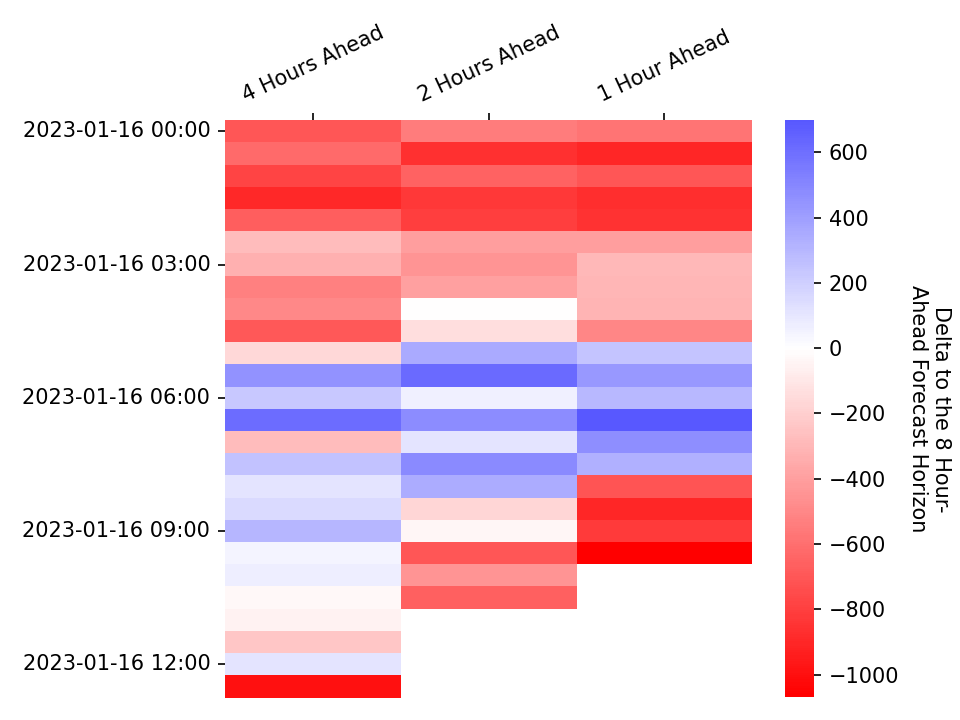 4 Hours Ahead
2 Hours Ahead
1 Hour Ahead
2023-01-16 00:00
2023-01-16 03:00
2023-01-16 06:00
2023-01-16 09:00
2023-01-16 12:00
600
400
200
0
−200
−400
−600
−800
−1000
Delta to the 8 Hour-
Ahead Forecast Horizon